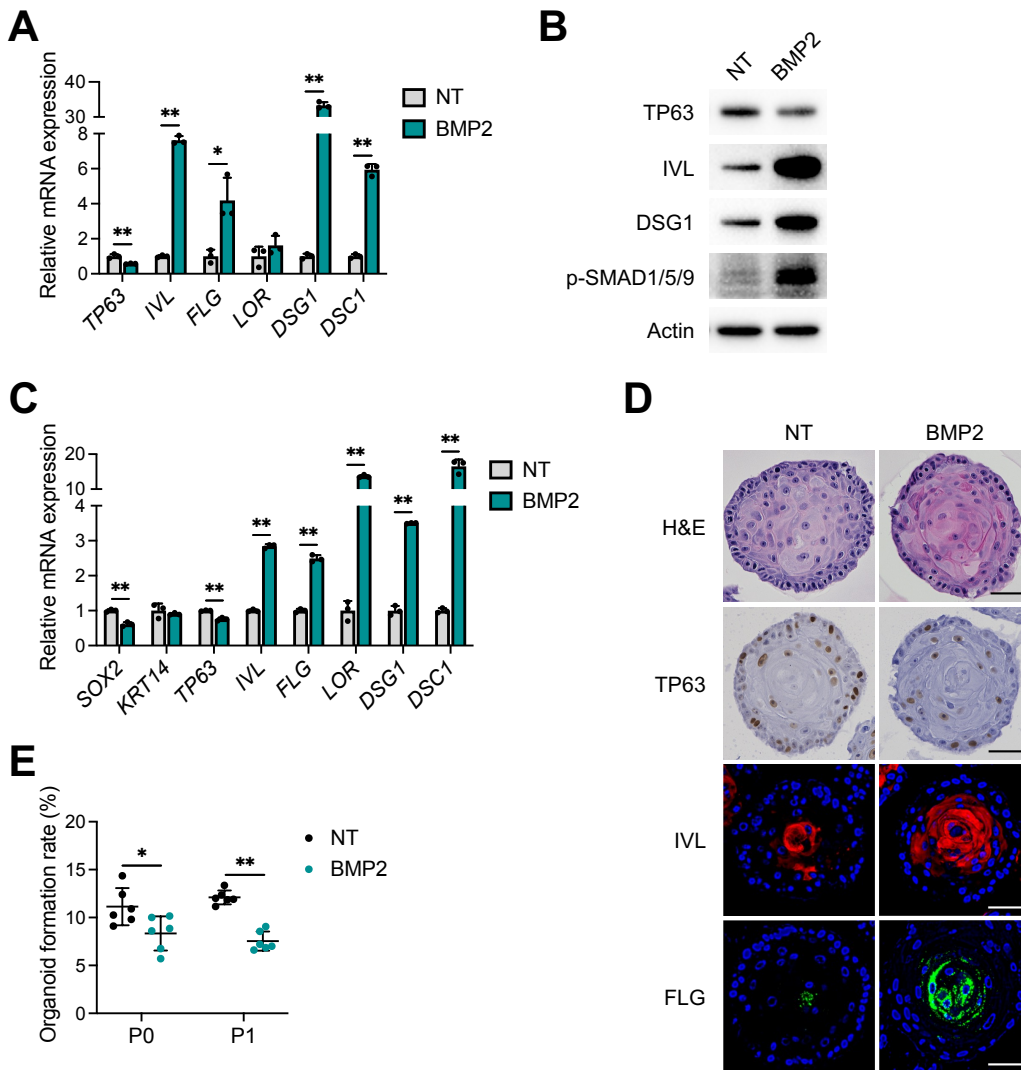 A
Relative mRNA expression
30
10
8
6
4
2
0
** ** * ** **
NT
BMP2
TP63 IVL FLG LOR DSG1 DSC1
B
NT BMP2
TP63
IVL
DSG1
p-SMAD1/5/9
Actin
C
Relative mRNA expression
20
10
4
3
2
1
0
** ** ** ** ** ** **
NT
BMP2
SOX2 KRT14 TP63 IVL FLG LOR DSG1 DSC1
D
NT BMP2
H&E
TP63
IVL
FLG
E
Organoid formation rate (%)
20
15
10
5
0
* **
NT
BMP2
P0 P1